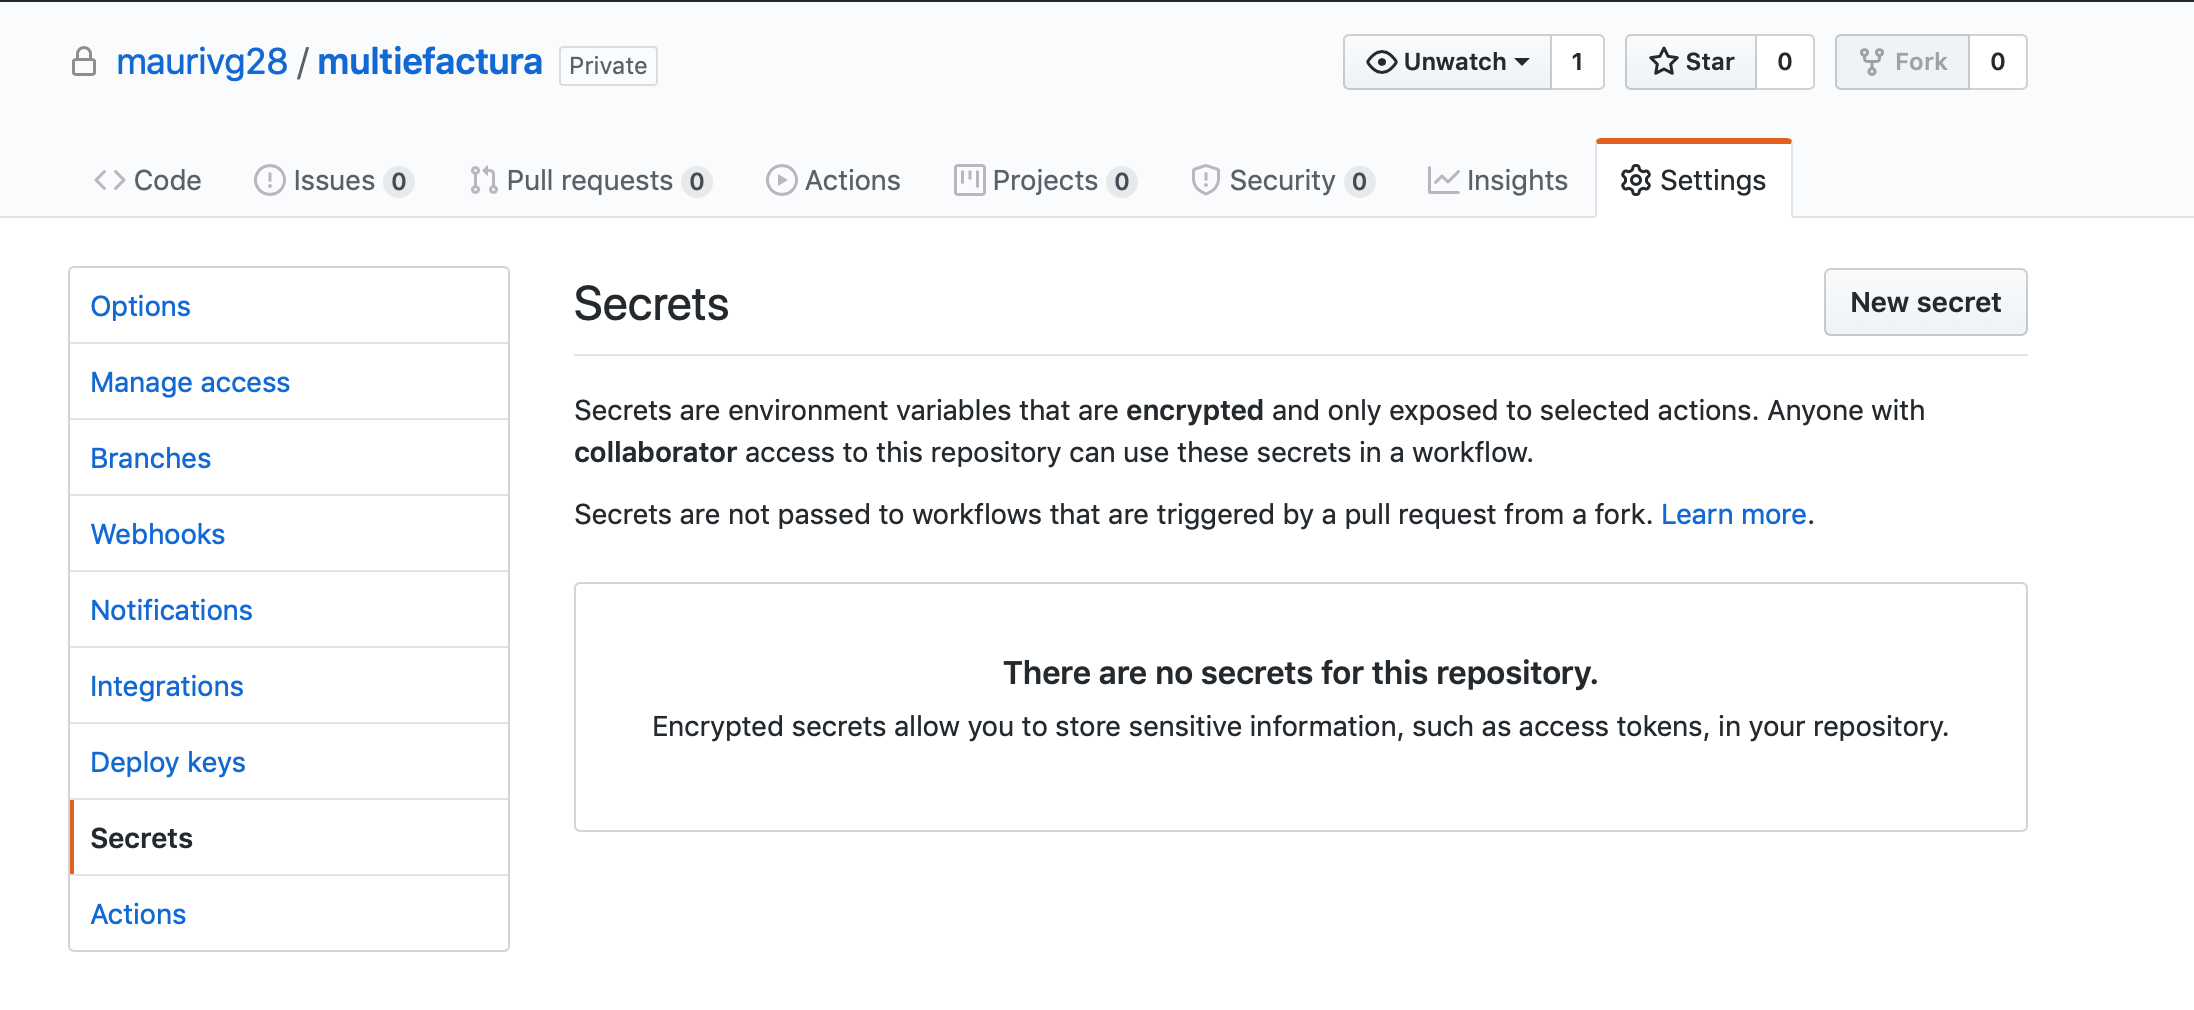 maurivg28 / multiefactura Private
Unwatch 1 Star 0 Fork 0
Code Issues 0 Pull requests 0 Actions Projects 0 Security 0 Insights Settings
Options
Manage access
Branches
Webhooks
Notifications
Integrations
Deploy keys
Secrets
Actions
Secrets
New secret
Secrets are environment variables that are encrypted and only exposed to selected actions. Anyone with
collaborator access to this repository can use these secrets in a workflow.
Secrets are not passed to workflows that are triggered by a pull request from a fork. Learn more.
There are no secrets for this repository.
Encrypted secrets allow you to store sensitive information, such as access tokens, in your repository.